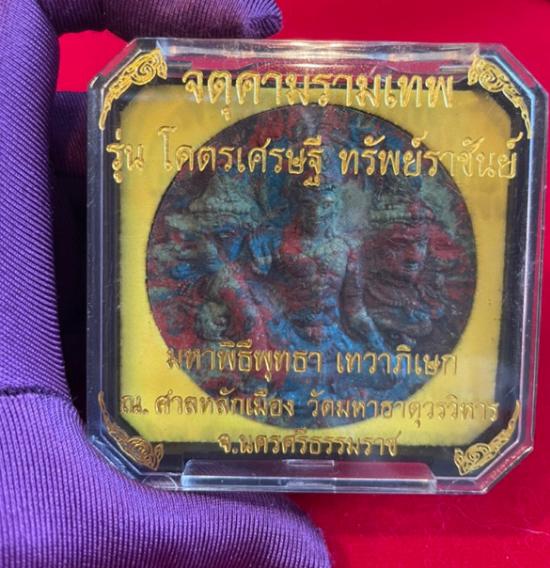 จตุคามรามเทพ
รุ่น โคตรเศรษฐี ทรัพย์ราชันย์
มหาพิธีพุทธา เทวาภิเษก
ณ. ศาลหลักเมือง วัดมหาธาตุวรวิหาร
จ.นครศรีธรรมราช